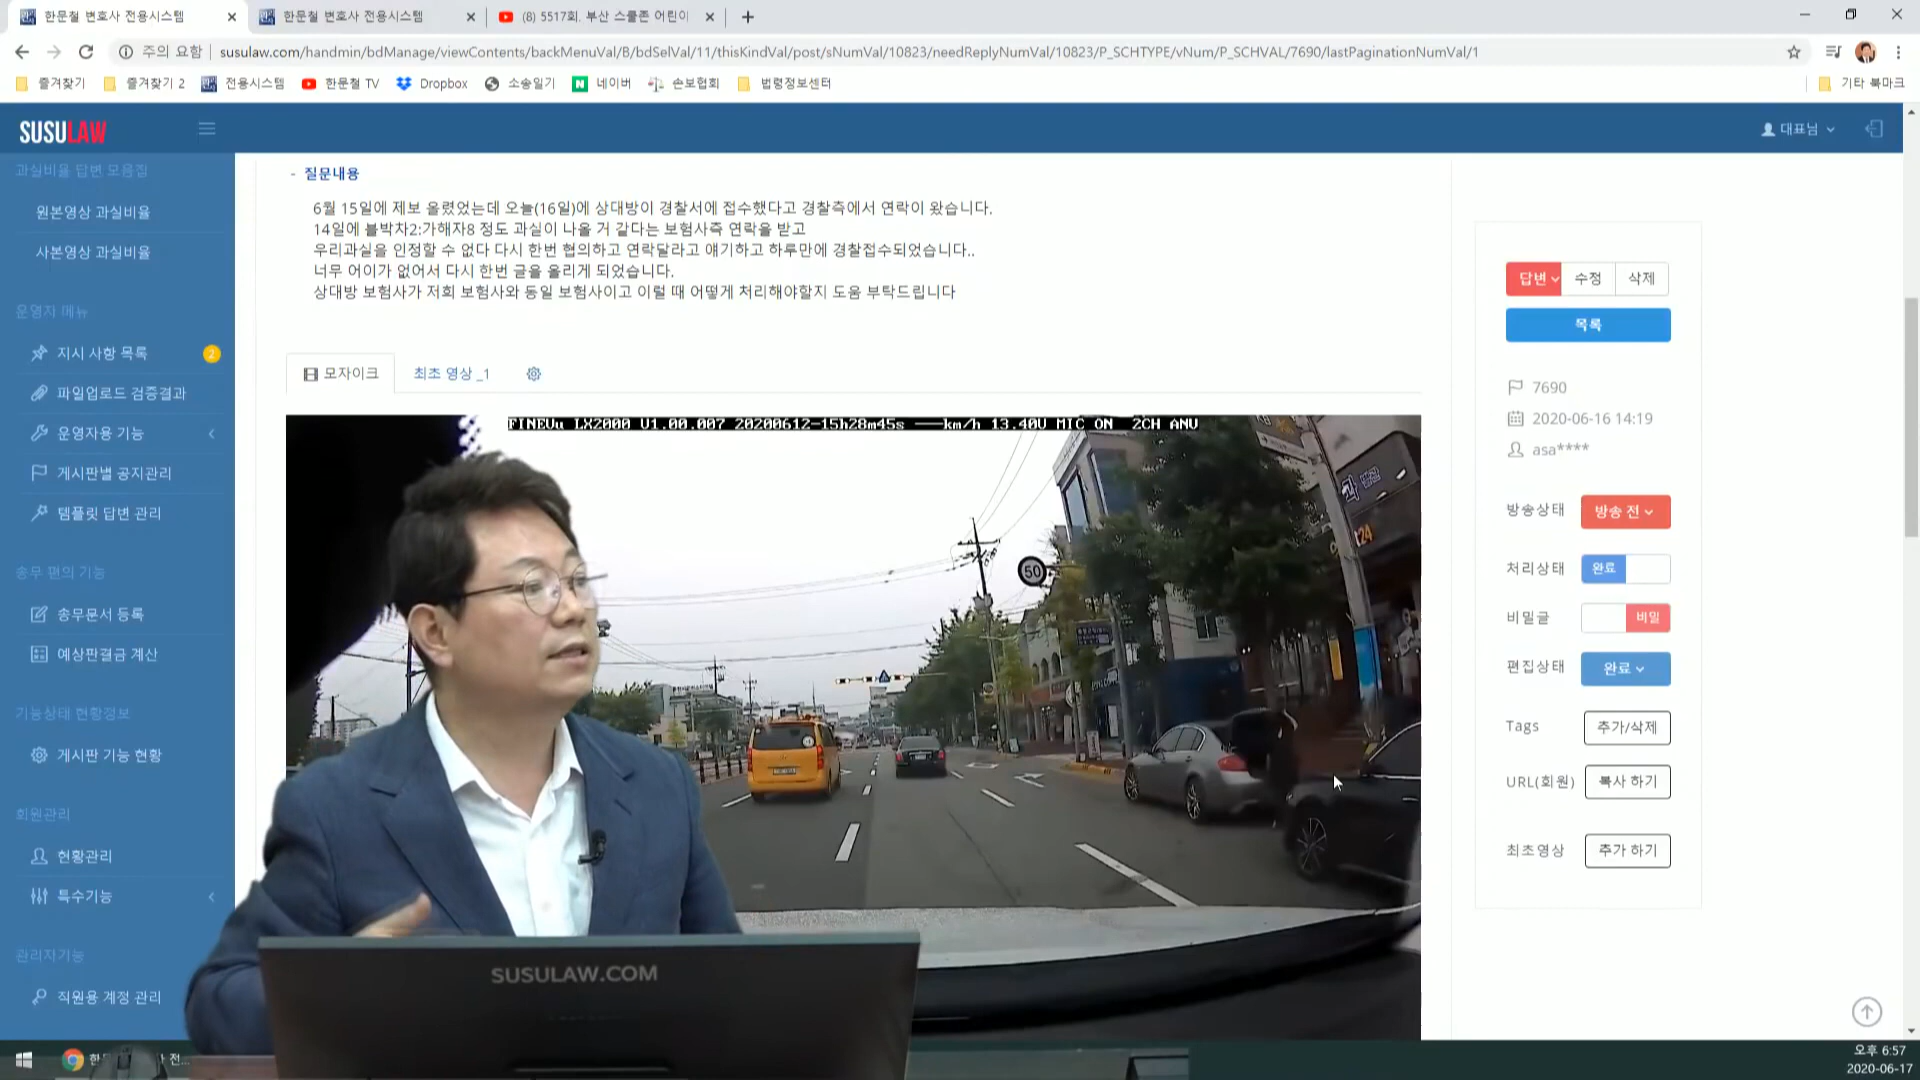 한문철 변호사 전용시스템
한문철 변호사 전용시스템
(8) 5517회. 부산 스쿨존 어린이
주의 요함
susulaw.com/handmin/bdManage/viewContents/backMenuVal/B/bdSelVal/11/thisKindVal/post/sNumVal/10823/needReplyNumVal/10823/P_SCHTYPE/vNum/P_SCHVAL/7690/lastPaginationNumVal/1
즐겨찾기
즐겨찾기 2
전용시스템
한문철 TV
Dropbox
소송일기
네이버
손보협회
법령정보센터
기타 북마크
SUSULAW
대표님
과실비율 답변 모음집
원본영상 과실비율
사본영상 과실비율
운영자 메뉴
지시 사항 목록
2
파일업로드 검증결과
운영자용 기능
게시판별 공지관리
템플릿 답변 관리
송무 편의 기능
송무문서 등록
예상판결금 계산
기능상태 현황정보
게시판 기능 현황
회원관리
현황관리
특수기능
관리자기능
직원용 계정 관리
- 질문내용
6월 15일에 제보 올렸었는데 오늘(16일)에 상대방이 경찰서에 접수했다고 경찰측에서 연락이 왔습니다.
14일에 블박차2:가해자8 정도 과실이 나올 거 같다는 보험사측 연락을 받고
우리과실을 인정할 수 없다 다시 한번 협의하고 연락달라고 얘기하고 하루만에 경찰접수되었습니다..
너무 어이가 없어서 다시 한번 글을 올리게 되었습니다.
상대방 보험사가 저희 보험사와 동일 보험사이고 이럴 때 어떻게 처리해야할지 도움 부탁드립니다
모자이크
최초 영상 _1
FINEVu LX2000 V1.00.007 20200612-15h28m45s ---km/h 13.40V MIC ON 2CH ANV
50
24
SUSULAW.COM
답변
수정
삭제
목록
7690
2020-06-16 14:19
asa****
방송상태
방송 전
처리상태
완료
비밀글
비밀
편집상태
완료
Tags
추가/삭제
URL(회원)
복사 하기
최초영상
추가 하기
오후 6:57
2020-06-17